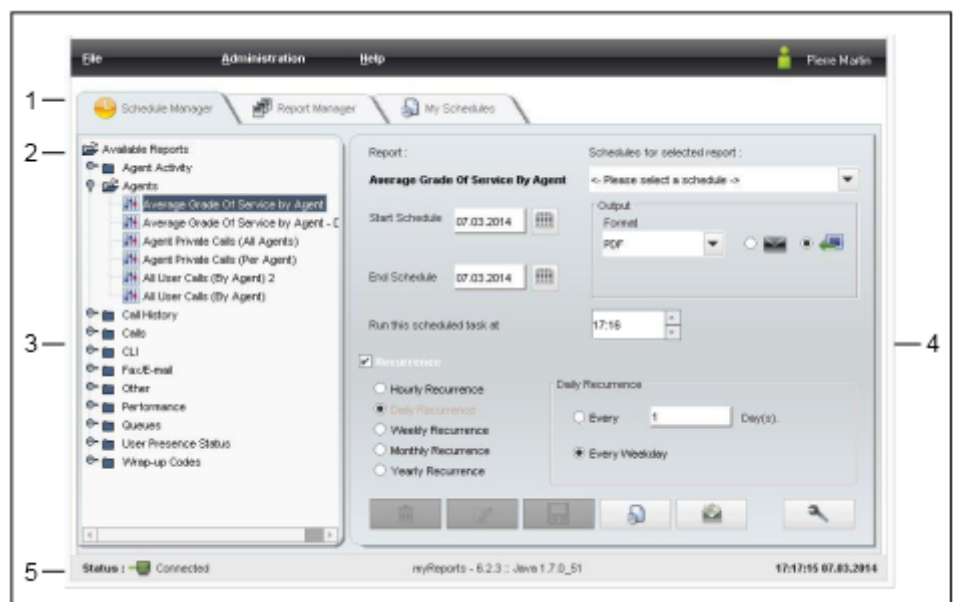 File Administration Help Pierre Martin
1
Schedule Manager Report Manager My Schedules
2
Available Reports
Agent Activity
Agents
Average Grade Of Service by Agent
Average Grade Of Service by Agent - D
Agent Private Calls (All Agents)
Agent Private Calls (Per Agent)
All User Calls (By Agent) 2
All User Calls (By Agent)
Call History
Calls
3
CLI
Fax/E-mail
Other
Performance
Queues
User Presence Status
Wrap-up Codes
Report :
Average Grade Of Service By Agent
Schedules for selected report :
<- Please select a schedule ->
Start Schedule 07.03.2014
Output
Format
PDF
End Schedule 07.03.2014
Run this scheduled task at 17:16
4
Recurrence
Hourly Recurrence
Daily Recurrence
Weekly Recurrence
Monthly Recurrence
Yearly Recurrence
Daily Recurrence
Every 1 Day(s).
Every Weekday
5
Status : Connected
myReports - 6.2.3 :: Java 1.7.0_51
17:17:15 07.03.2014